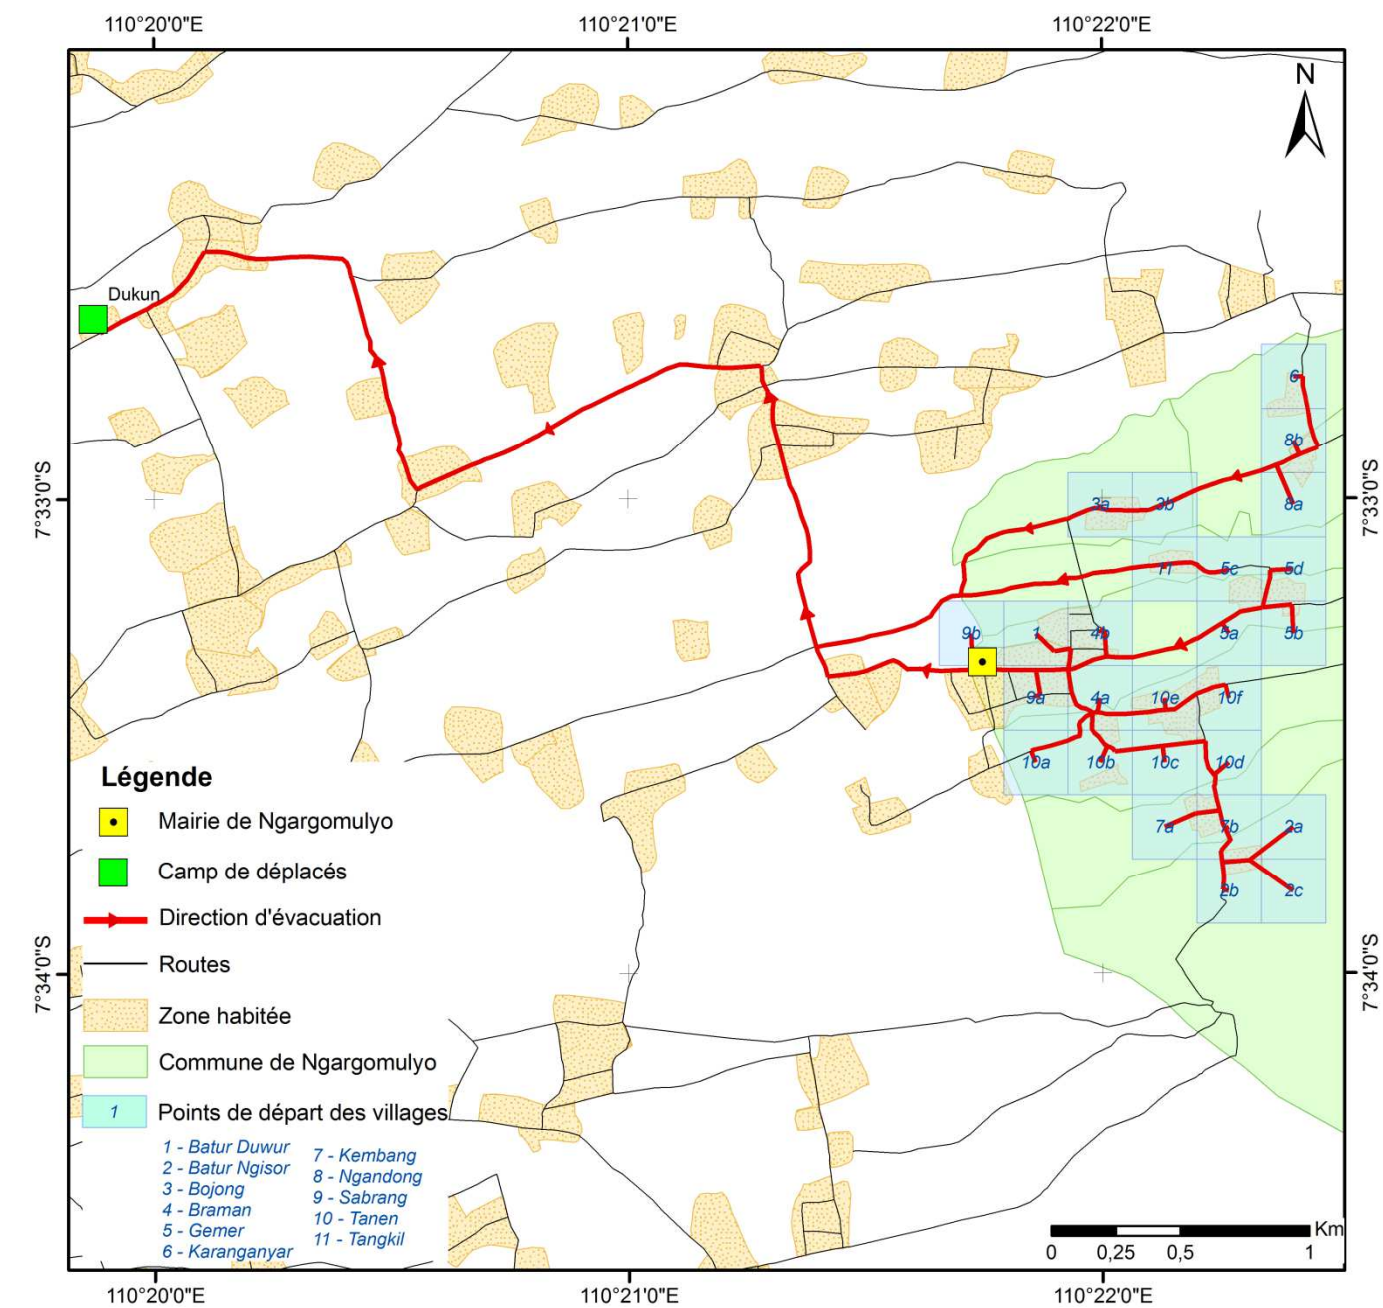 110°20'0"E 110°21'0"E 110°22'0"E
N
Dukun
6
8b
7°33'0"S 3a 3b 8a 7°33'0"S
11 5c 5d
9b 1 4b 5a 5b
9a 4a 10e 10f
10a 10b 10c 10d
7a 7b 2a
2b 2c
7°34'0"S 7°34'0"S
Légende
Mairie de Ngargomulyo
Camp de déplacés
Direction d'évacuation
Routes
Zone habitée
Commune de Ngargomulyo
1 Points de départ des villages
1 - Batur Duwur
2 - Batur Ngisor
3 - Bojong
4 - Braman
5 - Gemer
6 - Karanganyar
7 - Kembang
8 - Ngandong
9 - Sabrang
10 - Tanen
11 - Tangkil
Km
0 0,25 0,5 1
110°20'0"E 110°21'0"E 110°22'0"E